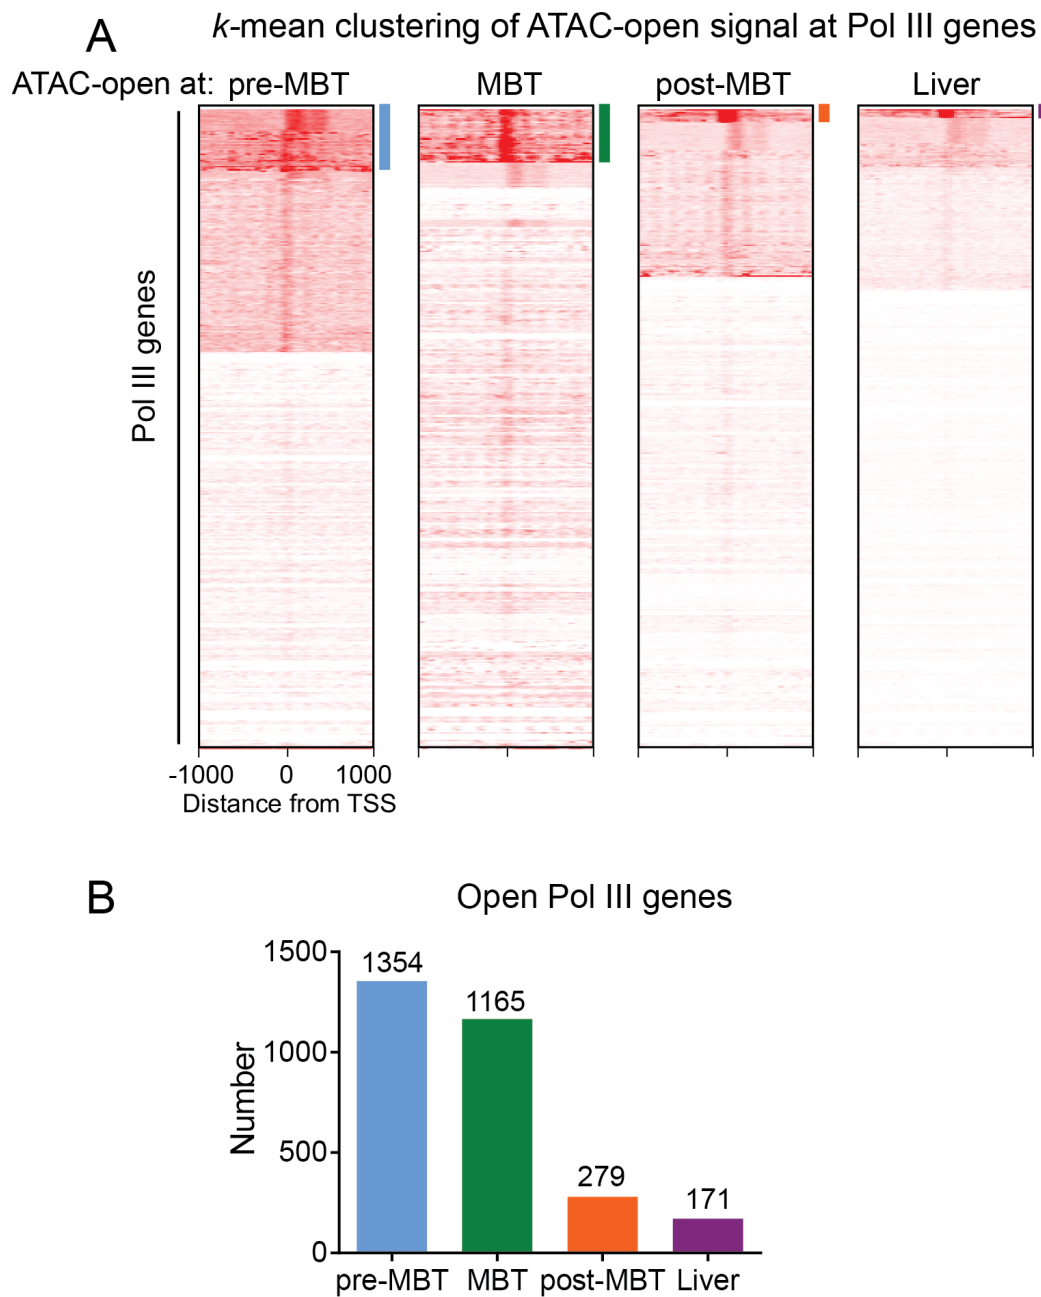 A
k-mean clustering of ATAC-open signal at Pol III genes
ATAC-open at: pre-MBT MBT post-MBT Liver
Pol III genes
-1000 0 1000
Distance from TSS
B
Open Pol III genes
Number
1500
1000
500
0
1354
1165
279
171
pre-MBT MBT post-MBT Liver